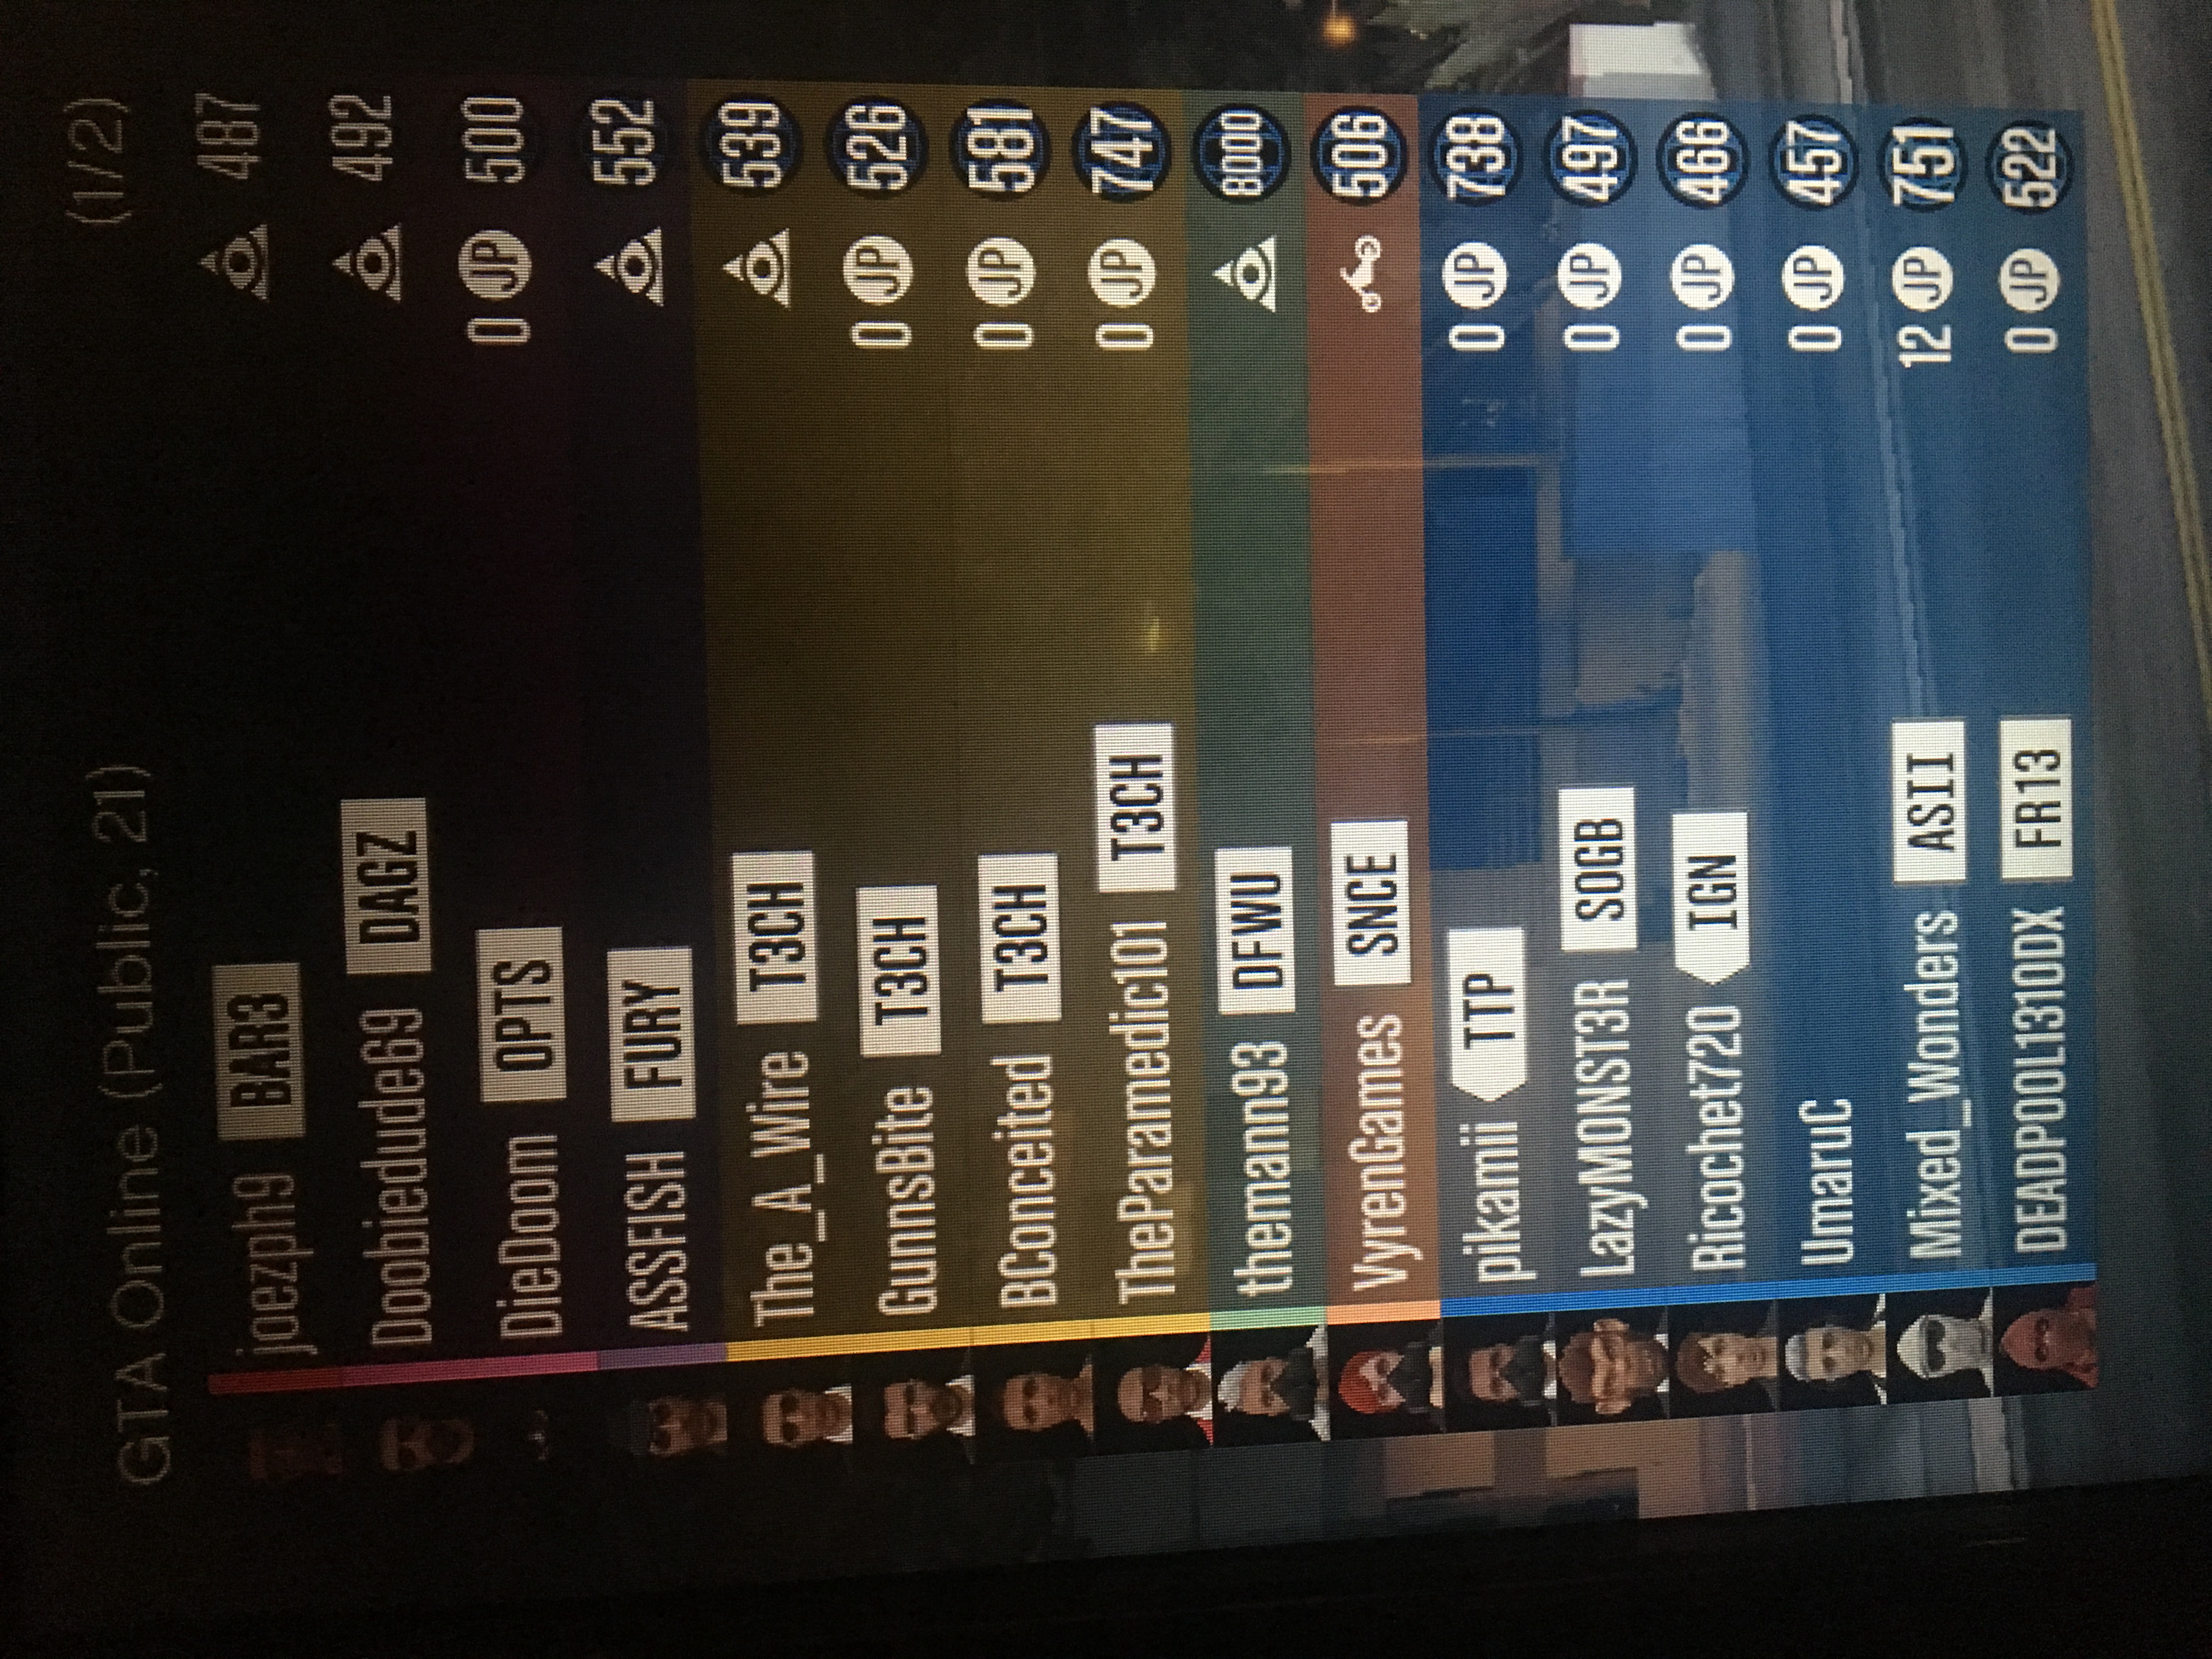 GTA Online (Public, 21) (1/2)
joezph9 BAR3 487
Doobiedude69 DAGZ 492
DieDoom OPTS 0 JP 500
ASSFISH FURY 552
The_A_Wire T3CH 539
GunnsBite T3CH 0 JP 526
BConceited T3CH 0 JP 581
TheParamedic101 T3CH 0 JP 747
themann93 DFWU 8000
VyrenGames SNCE 506
pikamii TTP 0 JP 738
LazyMONST3R SOGB 0 JP 497
Ricochet720 IGN 0 JP 466
UmaruC 0 JP 457
Mixed_Wonders ASII 12 JP 751
DEADPOOL1310DX FR13 0 JP 522